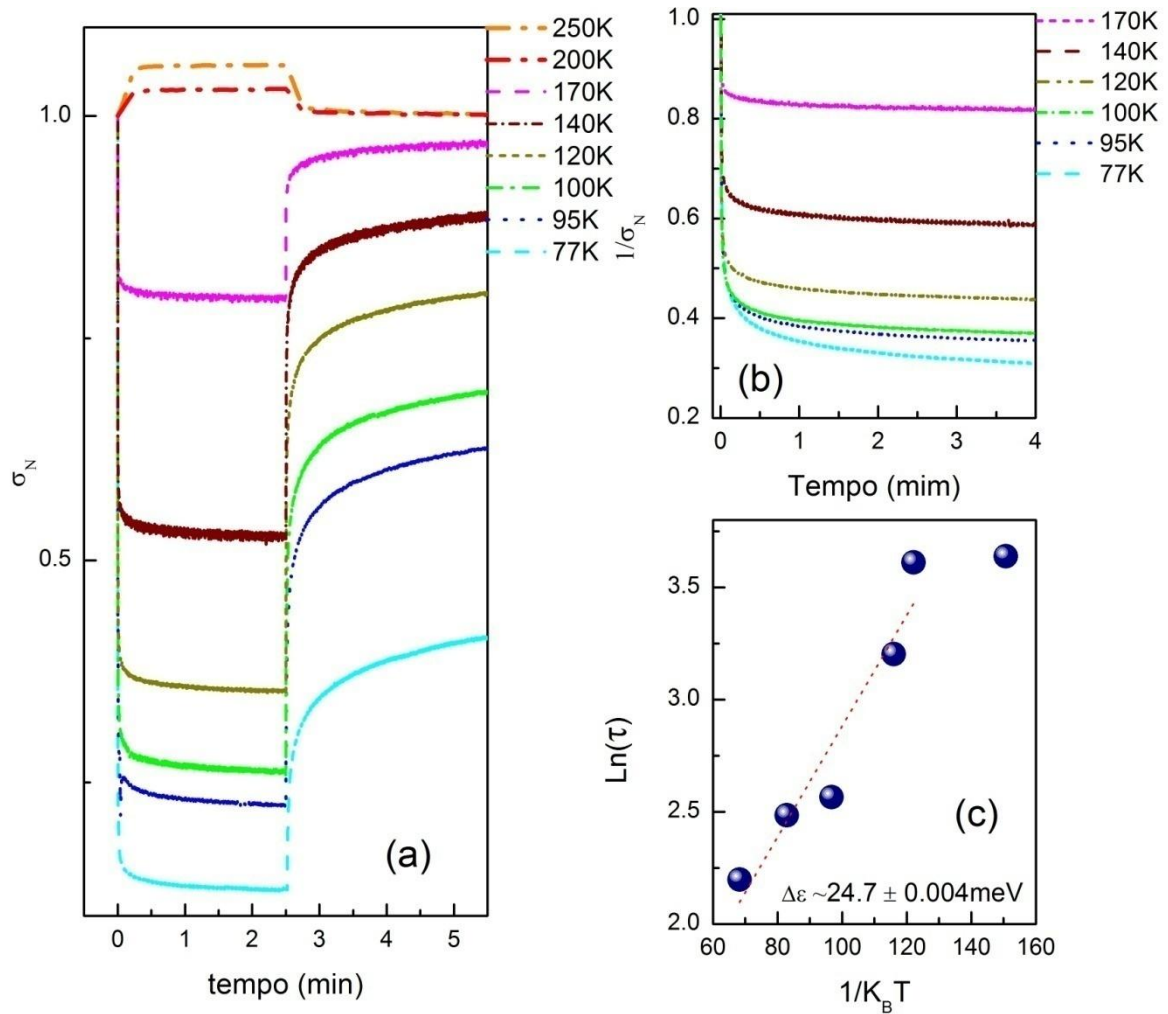 250K
200K
170K
140K
120K
100K
95K
77K
1.0
0.5
σN
0 1 2 3 4 5
tempo (min)
(a)
170K
140K
120K
100K
95K
77K
1.0
0.8
0.6
0.4
0.2
1/σN
(b)
0 1 2 3 4
Tempo (mim)
3.5
3.0
2.5
2.0
Ln(τ)
(c)
Δε ~24.7 ± 0.004meV
60 80 100 120 140 160
1/KBT